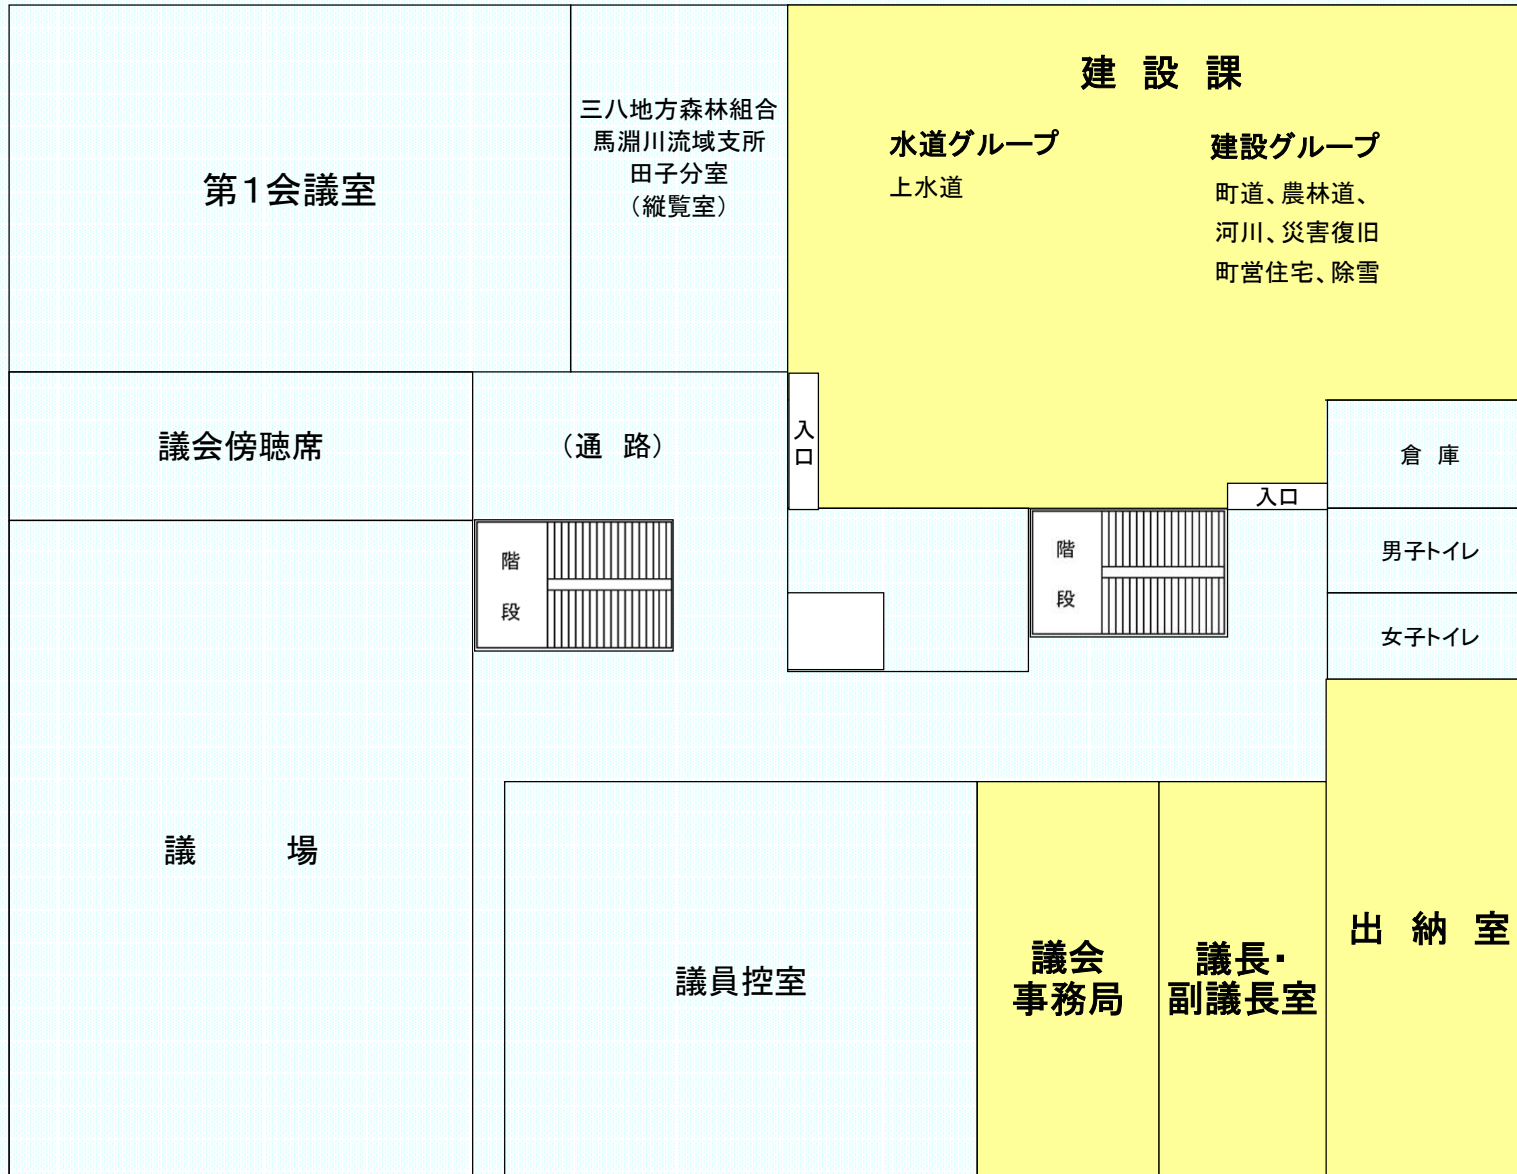 建 設 課
三八地方森林組合
馬淵川流域支所
田子分室
（縦覧室）
第１会議室
水道グループ
上水道
建設グループ
町道、農林道、
河川、災害復旧
町営住宅、除雪
議会傍聴席
（通 路）
入
口
入口
倉 庫
階
段
階
段
男子トイレ
女子トイレ
議 場
議員控室
議会
事務局
議長・
副議長室
出 納 室